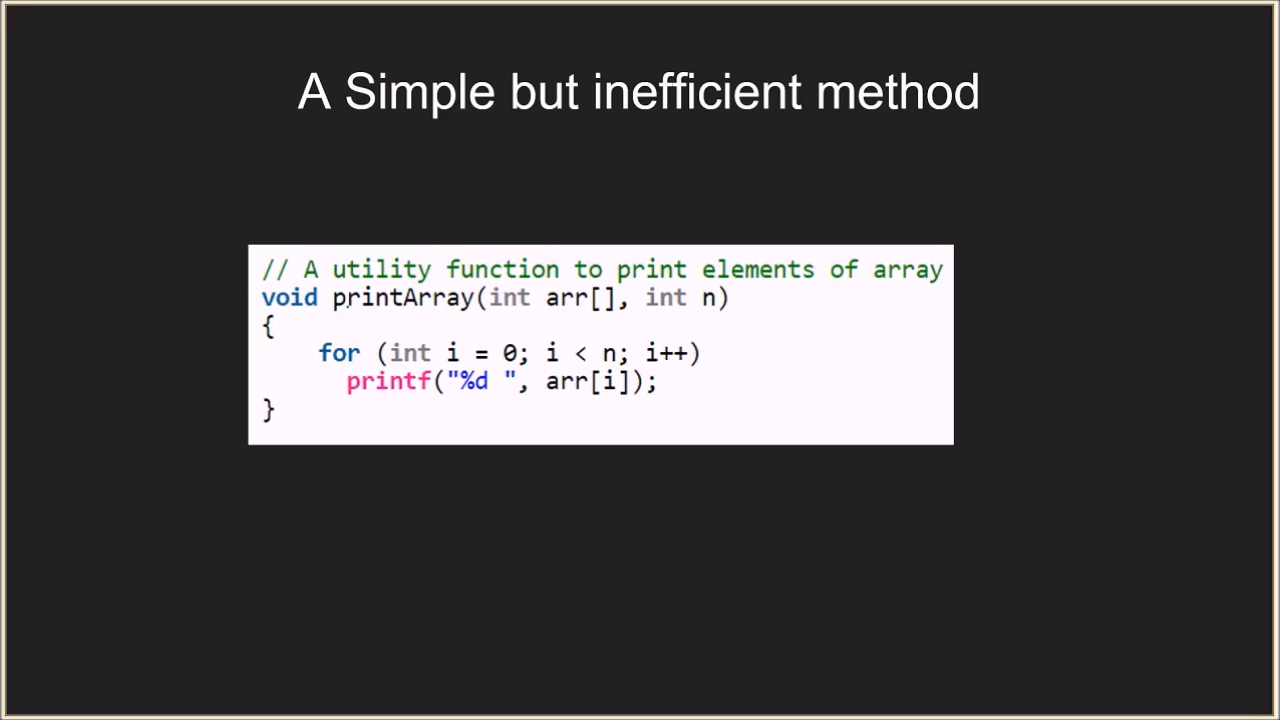 A Simple but inefficient method
// A utility function to print elements of array
void printArray(int arr[], int n)
{
for (int i = 0; i < n; i++)
printf("%d ", arr[i]);
}